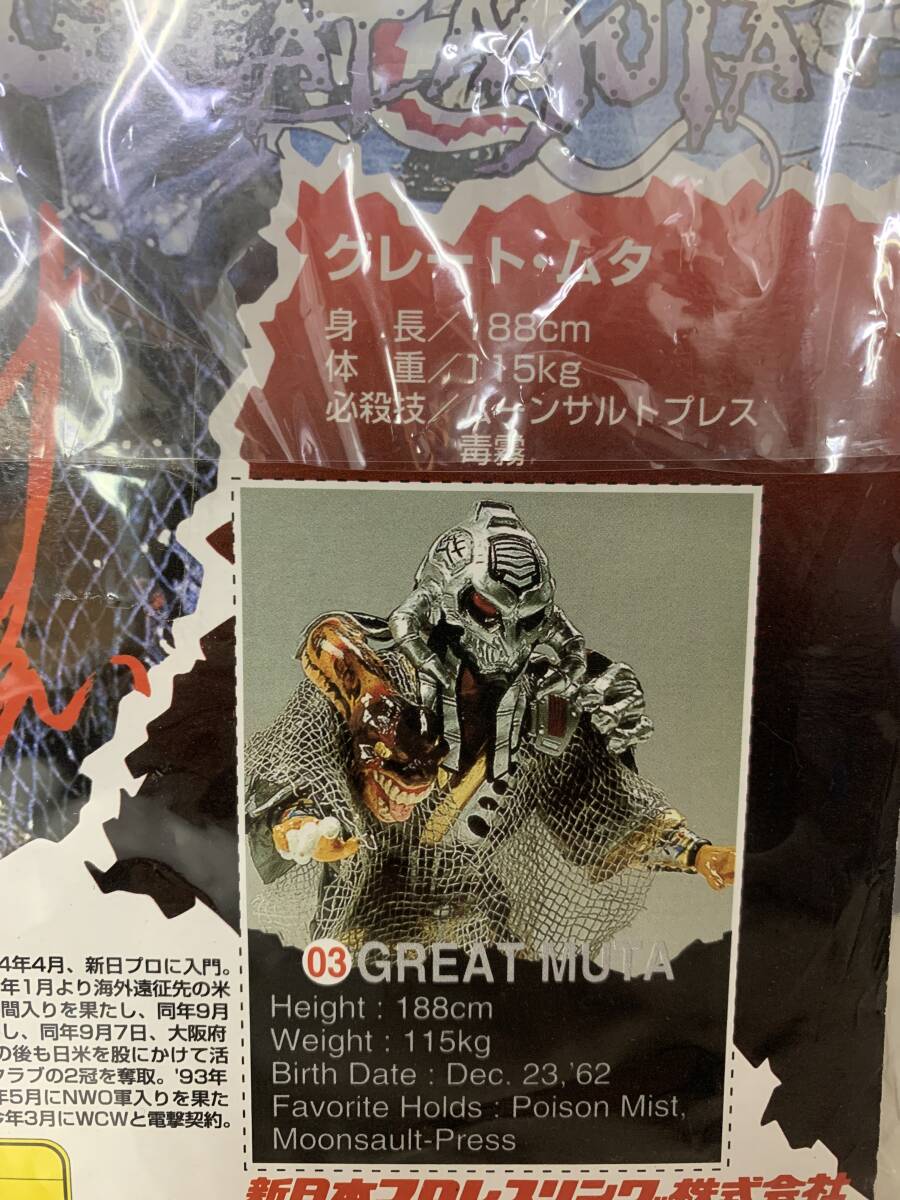 GREAT MUTA
グレート・ムタ
身 長／188cm
体 重／115kg
必殺技／ムーンサルトプレス
毒霧
03 GREAT MUTA
Height : 188cm
Weight : 115kg
Birth Date : Dec. 23,'62
Favorite Holds : Poison Mist,
Moonsault-Press
4年4月、新日プロに入門。
年1月より海外遠征先の米
間入りを果たし、同年9月
し、同年9月7日、大阪府
の後も日米を股にかけて活
クラブの2冠を奪取。'93年
年5月にNWO軍入りを果た
年3月にWCWと電撃契約。
新日本プロレスリング株式会社